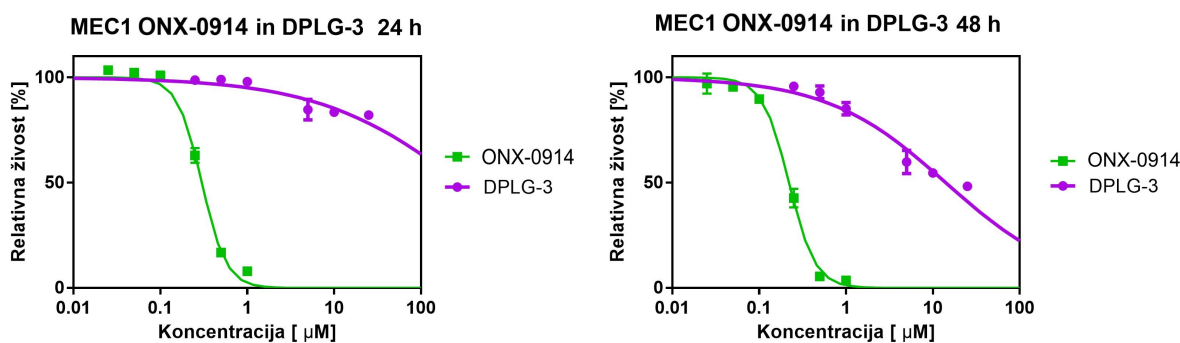 MEC1 ONX-0914 in DPLG-3 24 h
Relativna živost [%]
100
50
0
0.01
0.1
1
10
100
Koncentracija [ µM]
ONX-0914
DPLG-3
MEC1 ONX-0914 in DPLG-3 48 h
Relativna živost [%]
100
50
0
0.01
0.1
1
10
100
Koncentracija [ µM]
ONX-0914
DPLG-3